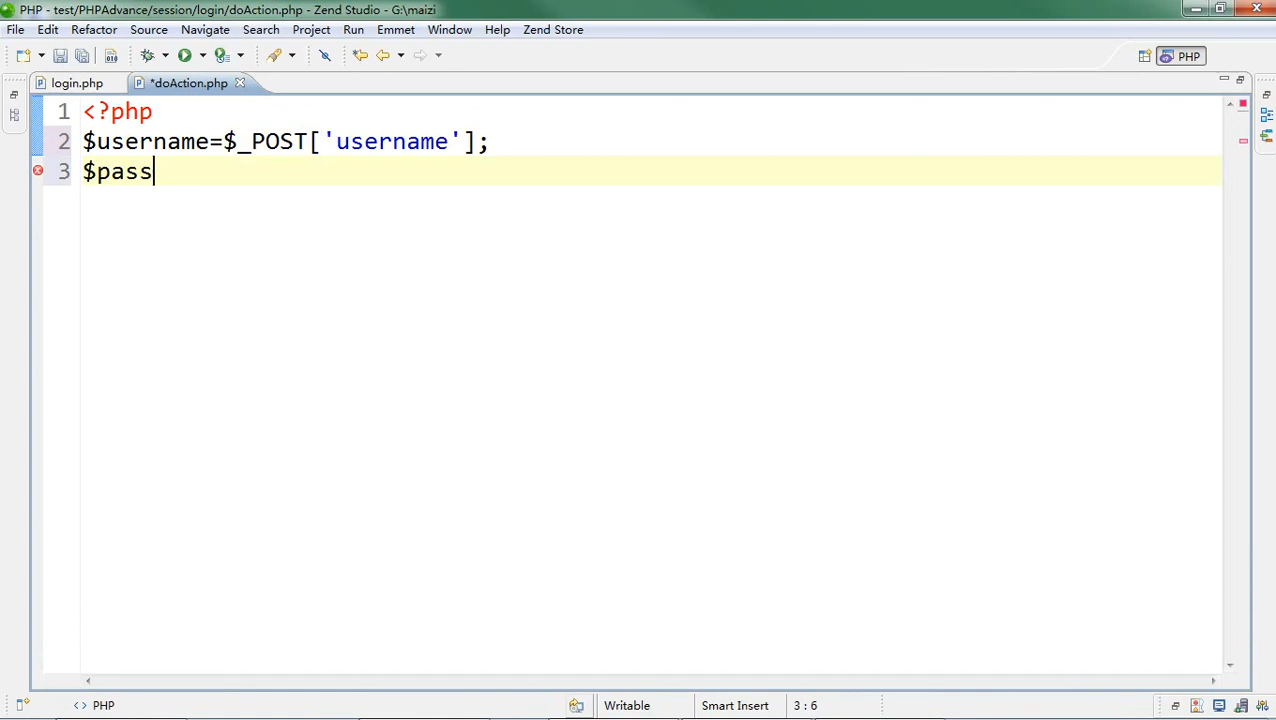 PHP - test/PHPAdvance/session/login/doAction.php - Zend Studio - G:\maizi
File Edit Refactor Source Navigate Search Project Run Emmet Window Help Zend Store
PHP
login.php *doAction.php
1 <?php
2 $username=$_POST['username'];
3 $pass
<> PHP Writable Smart Insert 3 : 6